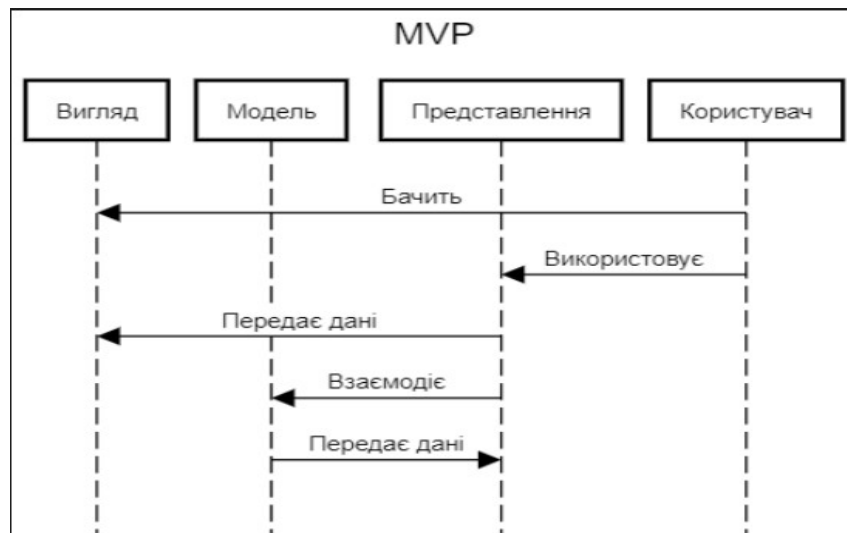 MVP
Вигляд
Модель
Представлення
Користувач
Бачить
Використовує
Передає дані
Взаємодіє
Передає дані